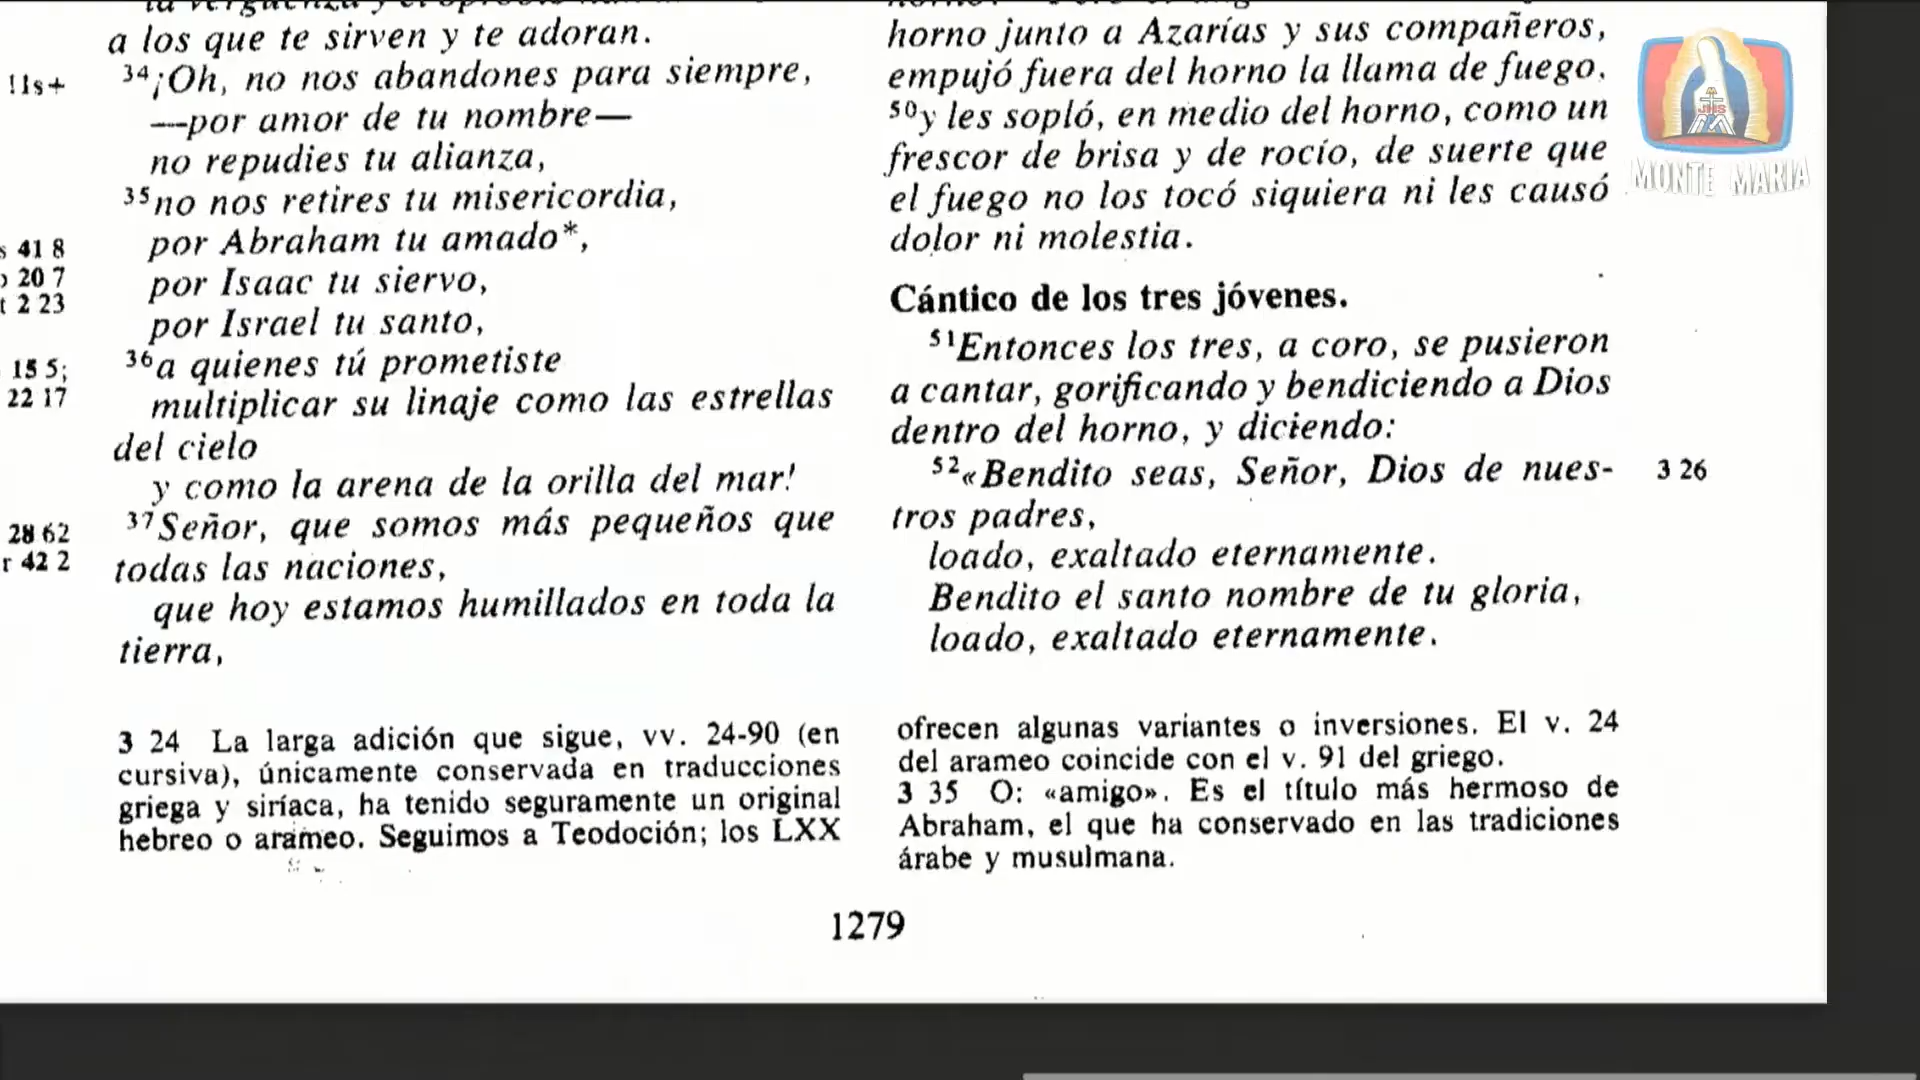 a los que te sirven y te adoran.
!Is+
34¡Oh, no nos abandones para siempre,
—por amor de tu nombre—
no repudies tu alianza,
35no nos retires tu misericordia,
s 41 8
por Abraham tu amado*,
20 7
por Isaac tu siervo,
t 2 23
por Israel tu santo,
15 5;
36a quienes tú prometiste
22 17
multiplicar su linaje como las estrellas
del cielo
y como la arena de la orilla del mar!
28 62
37Señor, que somos más pequeños que
r 42 2
todas las naciones,
que hoy estamos humillados en toda la
tierra,
3 24 La larga adición que sigue, vv. 24-90 (en
cursiva), únicamente conservada en traducciones
griega y siríaca, ha tenido seguramente un original
hebreo o arameo. Seguimos a Teodoción; los LXX
horno junto a Azarías y sus compañeros,
empujó fuera del horno la llama de fuego,
50y les sopló, en medio del horno, como un
frescor de brisa y de rocío, de suerte que
el fuego no los tocó siquiera ni les causó
dolor ni molestia.
Cántico de los tres jóvenes.
51Entonces los tres, a coro, se pusieron
a cantar, gorificando y bendiciendo a Dios
dentro del horno, y diciendo:
52«Bendito seas, Señor, Dios de nues-
3 26
tros padres,
loado, exaltado eternamente.
Bendito el santo nombre de tu gloria,
loado, exaltado eternamente.
ofrecen algunas variantes o inversiones. El v. 24
del arameo coincide con el v. 91 del griego.
3 35 O: «amigo». Es el título más hermoso de
Abraham, el que ha conservado en las tradiciones
árabe y musulmana.
1279
JHS
MONTE MARIA